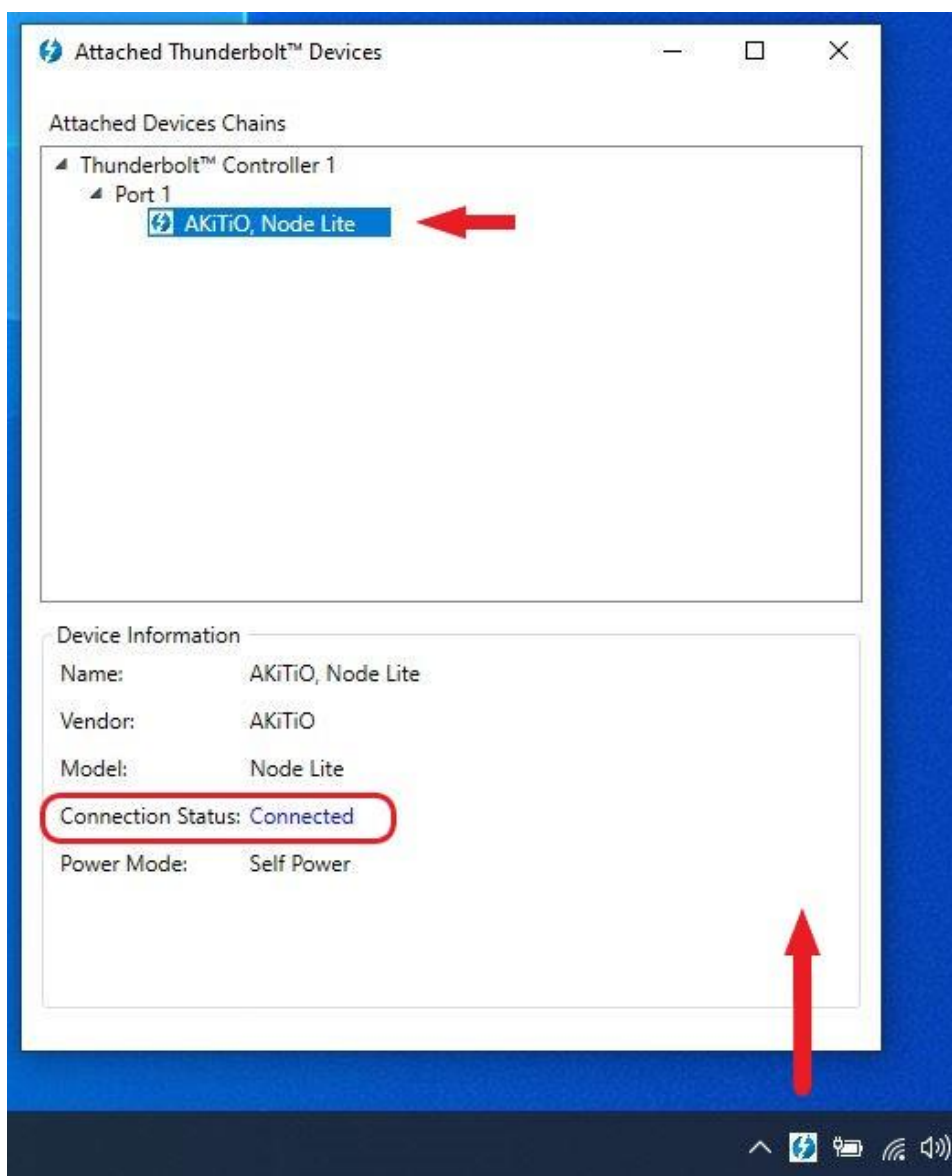 Attached Thunderbolt™ Devices
Attached Devices Chains
Thunderbolt™ Controller 1
Port 1
AKiTiO, Node Lite
Device Information
Name: AKiTiO, Node Lite
Vendor: AKiTiO
Model: Node Lite
Connection Status: Connected
Power Mode: Self Power